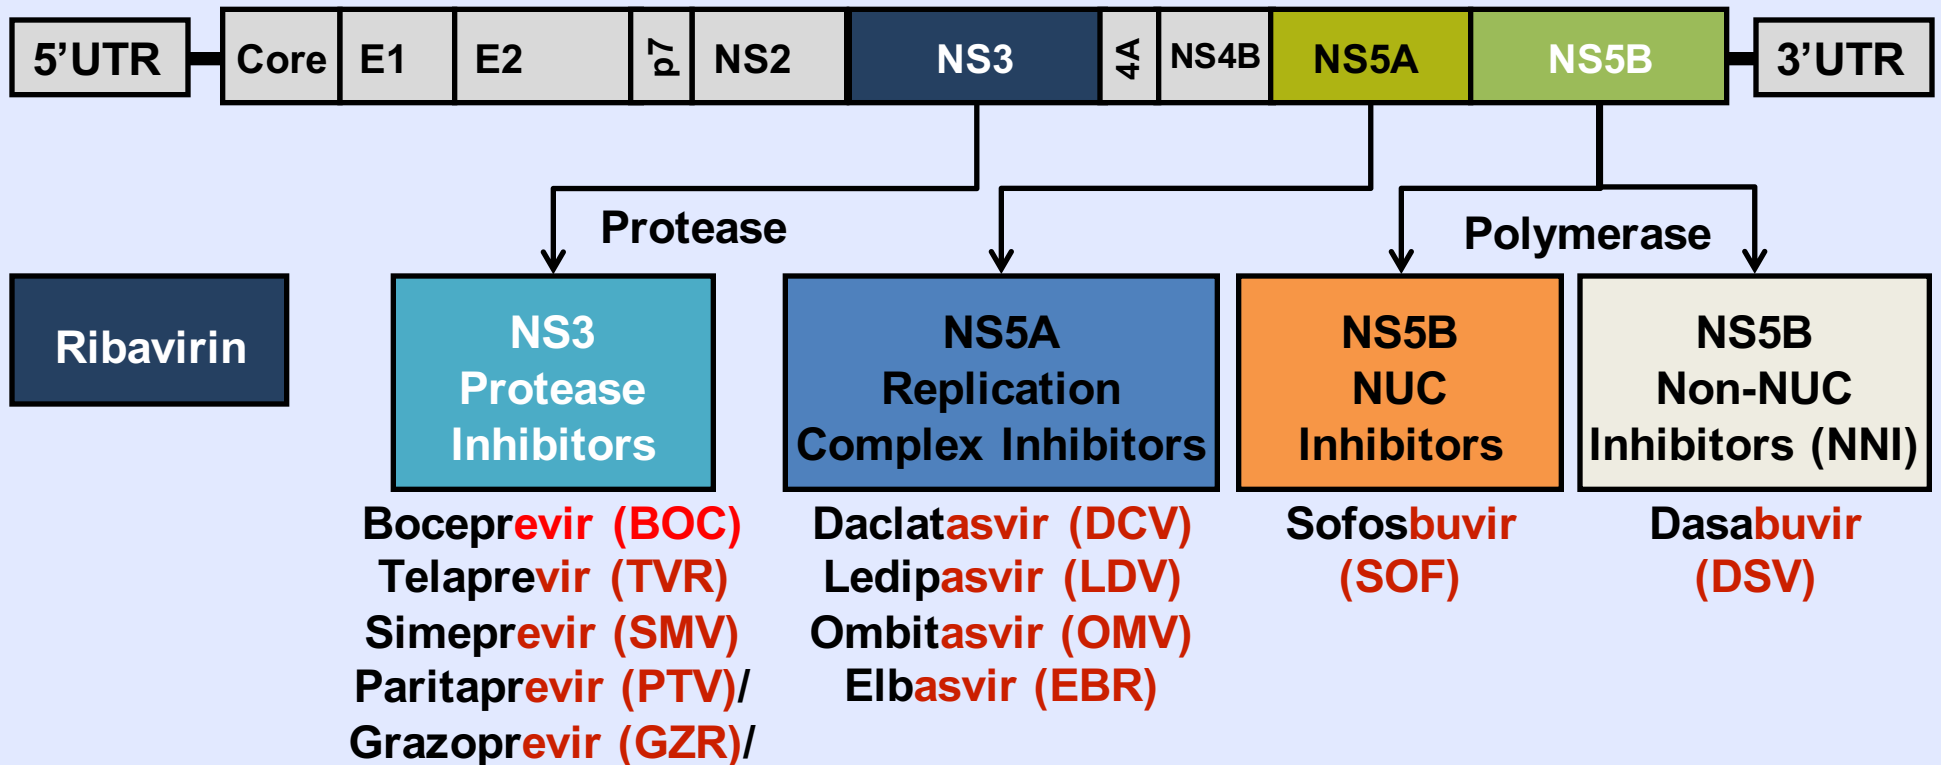 5’UTR Core E1 E2 p7 NS2 NS3 4A NS4B NS5A NS5B 3’UTR
Protease
Polymerase
Ribavirin
NS3
Protease
Inhibitors
NS5A
Replication
Complex Inhibitors
NS5B
NUC
Inhibitors
NS5B
Non-NUC
Inhibitors (NNI)
Boceprevir (BOC)
Telaprevir (TVR)
Simeprevir (SMV)
Paritaprevir (PTV)/
Grazoprevir (GZR)/
Daclatasvir (DCV)
Ledipasvir (LDV)
Ombitasvir (OMV)
Elbasvir (EBR)
Sofosbuvir
(SOF)
Dasabuvir
(DSV)